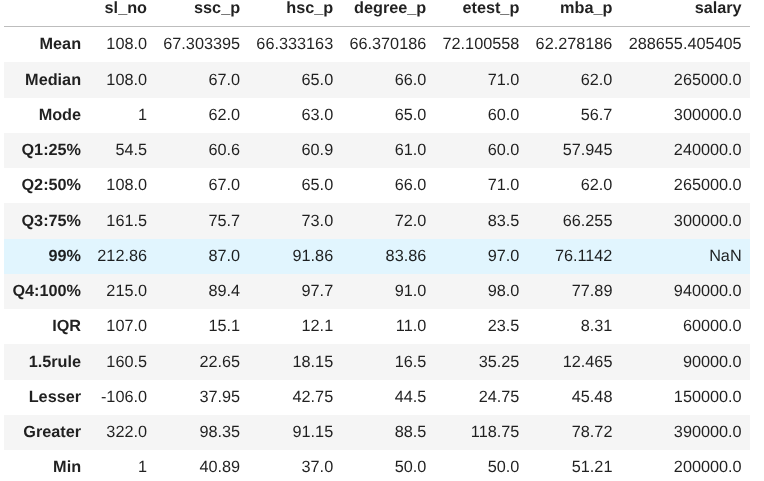 sl_no ssc_p hsc_p degree_p etest_p mba_p salary
Mean 108.0 67.303395 66.333163 66.370186 72.100558 62.278186 288655.405405
Median 108.0 67.0 65.0 66.0 71.0 62.0 265000.0
Mode 1 62.0 63.0 65.0 60.0 56.7 300000.0
Q1:25% 54.5 60.6 60.9 61.0 60.0 57.945 240000.0
Q2:50% 108.0 67.0 65.0 66.0 71.0 62.0 265000.0
Q3:75% 161.5 75.7 73.0 72.0 83.5 66.255 300000.0
99% 212.86 87.0 91.86 83.86 97.0 76.1142 NaN
Q4:100% 215.0 89.4 97.7 91.0 98.0 77.89 940000.0
IQR 107.0 15.1 12.1 11.0 23.5 8.31 60000.0
1.5rule 160.5 22.65 18.15 16.5 35.25 12.465 90000.0
Lesser -106.0 37.95 42.75 44.5 24.75 45.48 150000.0
Greater 322.0 98.35 91.15 88.5 118.75 78.72 390000.0
Min 1 40.89 37.0 50.0 50.0 51.21 200000.0